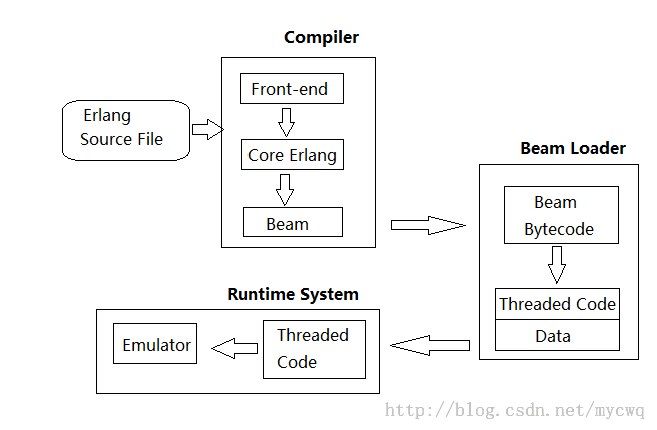 Compiler
Front-end
Erlang
Source File
Core Erlang
Beam
Beam Loader
Beam
Bytecode
Threaded Code
Data
Runtime System
Threaded
Code
Emulator
http://blog.csdn.net/mycwq